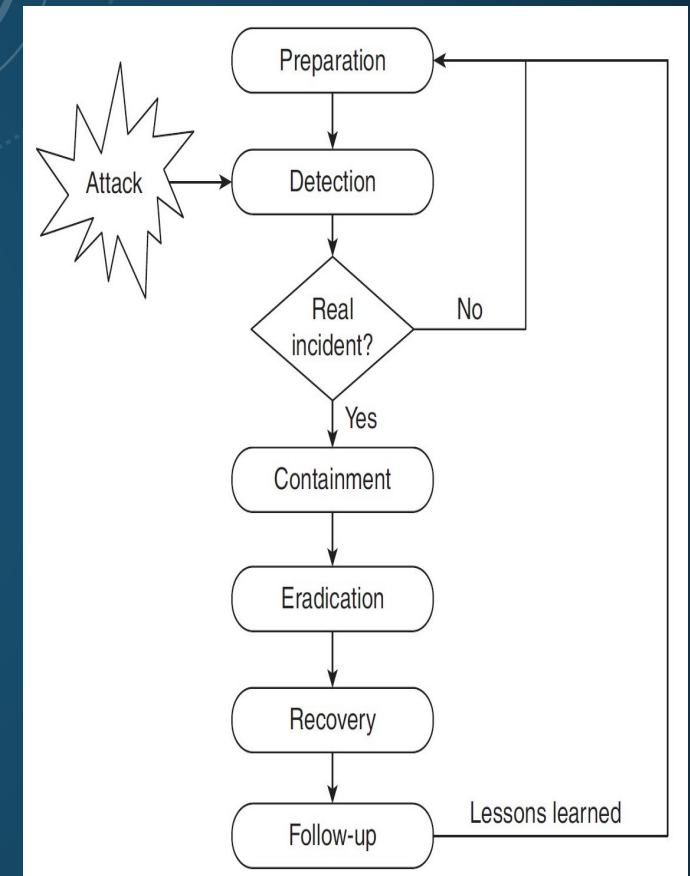 Preparation
Attack
Detection
Real
incident?
No
Yes
Containment
Eradication
Recovery
Lessons learned
Follow-up